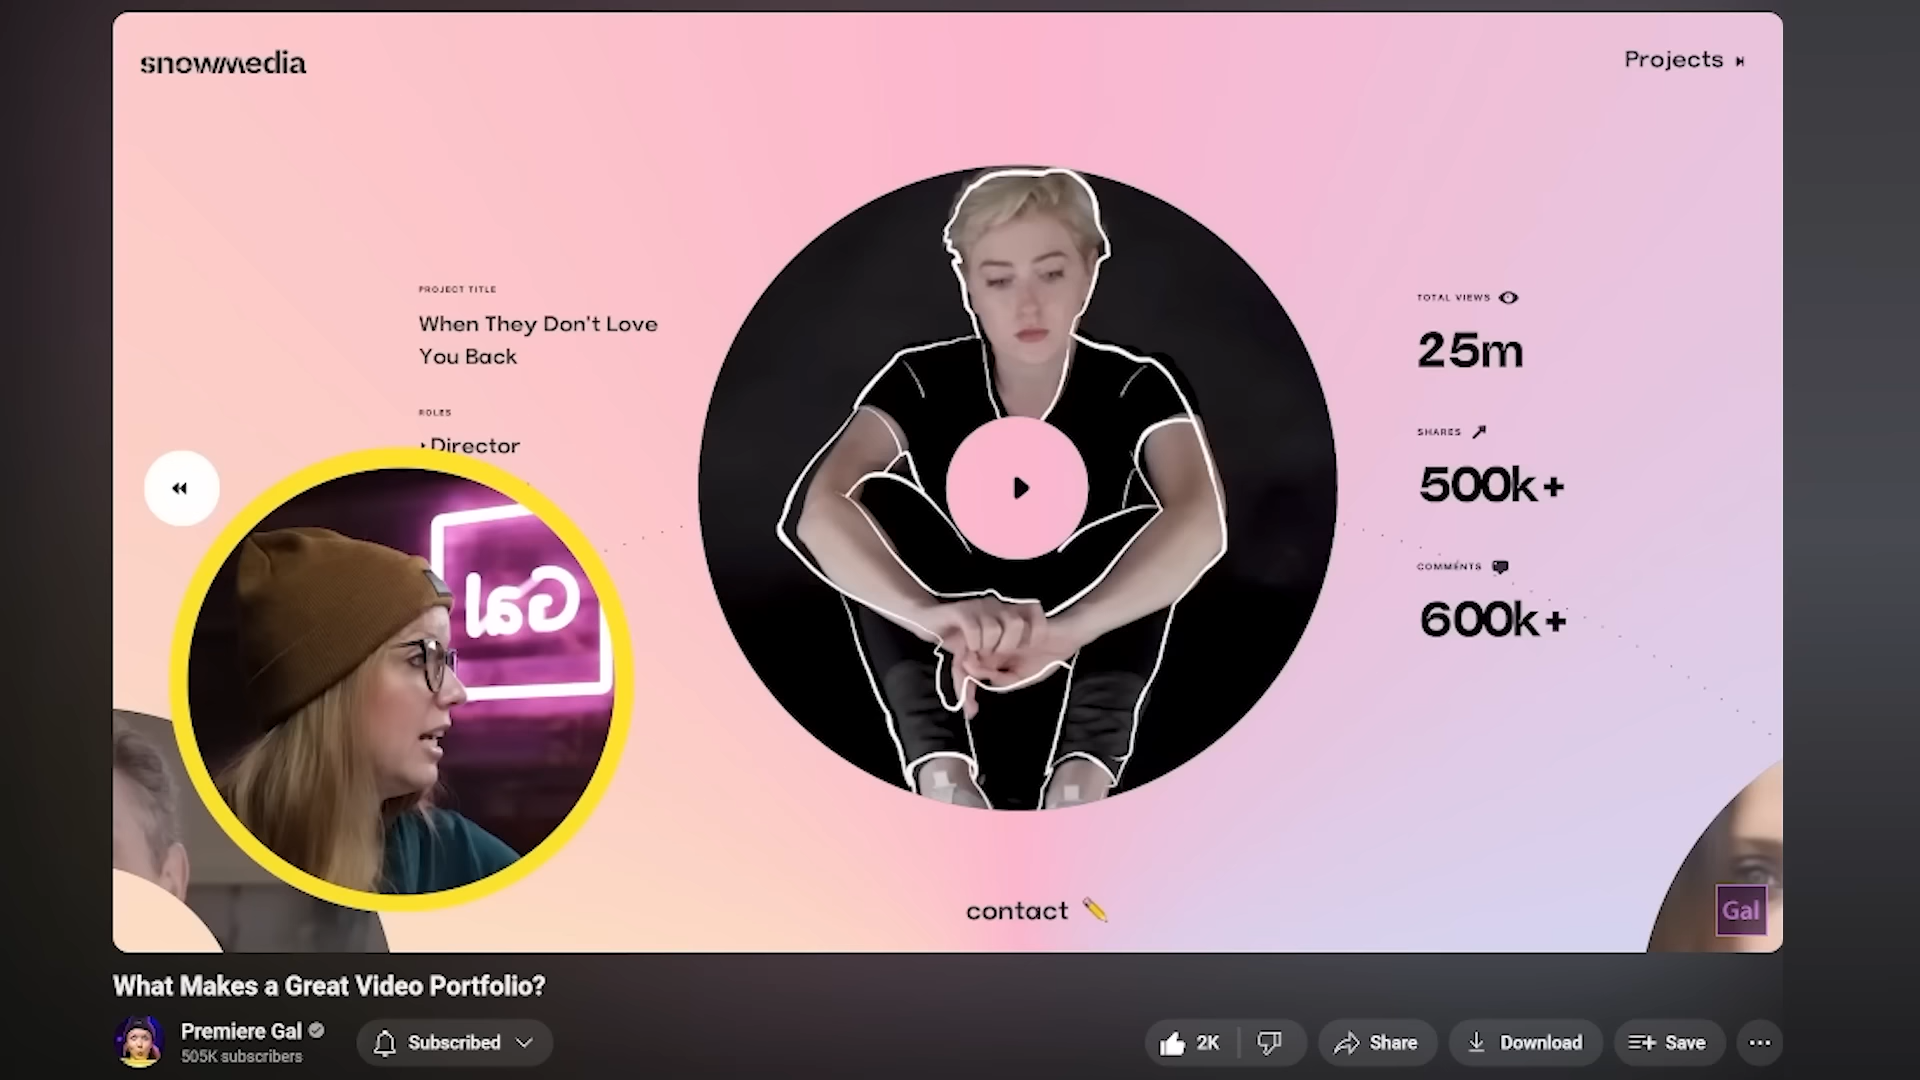 snowmedia
Projects
PROJECT TITLE
When They Don't Love
You Back
ROLES
Director
TOTAL VIEWS
25m
SHARES
500k+
COMMENTS
600k+
Gal
contact
Gal
What Makes a Great Video Portfolio?
Premiere Gal
505K subscribers
Subscribed
2K
Share
Download
Save